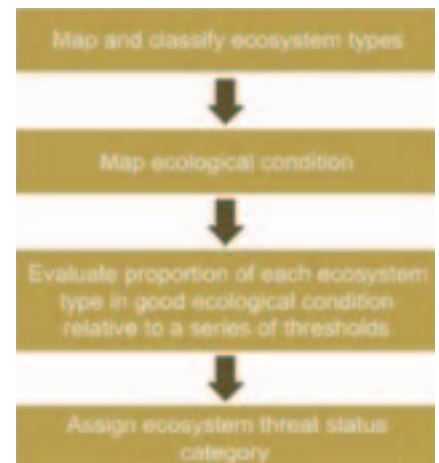 Map and classify ecosystem types
Map ecological condition
Evaluate proportion of each ecosystem
type in good ecological condition
relative to a series of thresholds
Assign ecosystem threat status
category